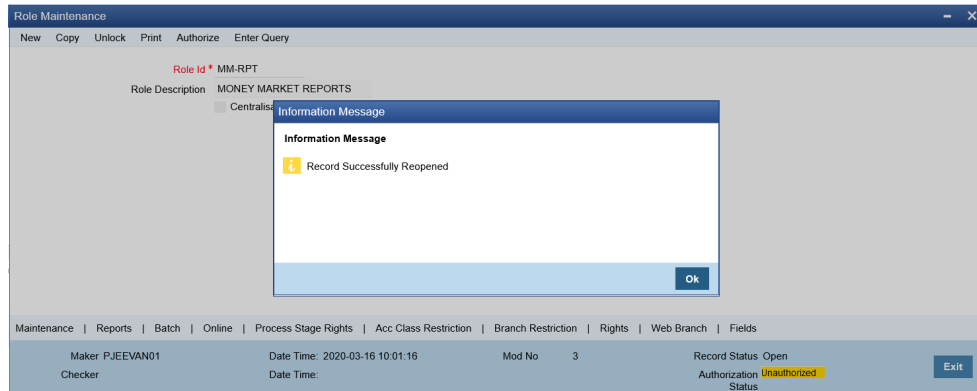 Role Maintenance
New Copy Unlock Print Authorize Enter Query
Role Id * MM-RPT
Role Description MONEY MARKET REPORTS
Centralisa
Information Message
Information Message
Record Successfully Reopened
Ok
Maintenance | Reports | Batch | Online | Process Stage Rights | Acc Class Restriction | Branch Restriction | Rights | Web Branch | Fields
Maker PJEEVAN01 Date Time: 2020-03-16 10:01:16 Mod No 3 Record Status Open
Checker Date Time: Authorization Unauthorized
Status
Exit